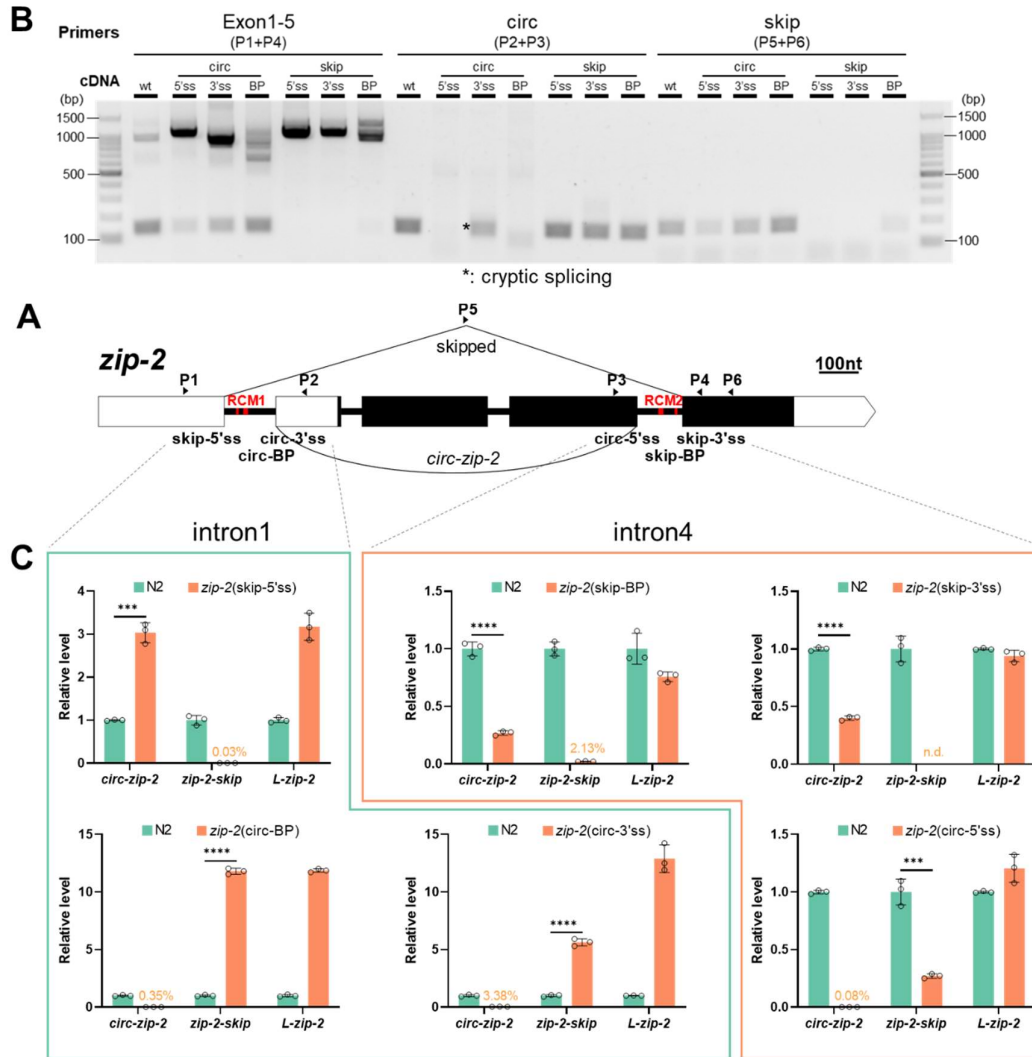 B
Primers
Exon1-5
(P1+P4)
circ
(P2+P3)
skip
(P5+P6)
cDNA
circ
skip
circ
skip
circ
skip
wt 5'ss 3'ss BP 5'ss 3'ss BP wt 5'ss 3'ss BP 5'ss 3'ss BP wt 5'ss 3'ss BP 5'ss 3'ss BP
(bp)
(bp)
1500
1000
500
100
*
1500
1000
500
100
*: cryptic splicing
A
zip-2
P5
skipped
100nt
P1
RCM1
P2
P3
RCM2
P4
P6
skip-5'ss
circ-3'ss
circ-BP
circ-zip-2
circ-5'ss
skip-3'ss
skip-BP
intron1
intron4
C
N2 zip-2(skip-5'ss)
Relative level
4
3
2
1
0
***
0.03%
circ-zip-2 zip-2-skip L-zip-2
N2 zip-2(skip-BP)
Relative level
1.5
1.0
0.5
0.0
****
2.13%
circ-zip-2 zip-2-skip L-zip-2
N2 zip-2(skip-3'ss)
Relative level
1.5
1.0
0.5
0.0
****
n.d.
circ-zip-2 zip-2-skip L-zip-2
N2 zip-2(circ-BP)
Relative level
15
10
5
0
****
0.35%
circ-zip-2 zip-2-skip L-zip-2
N2 zip-2(circ-3'ss)
Relative level
15
10
5
0
****
3.38%
circ-zip-2 zip-2-skip L-zip-2
N2 zip-2(circ-5'ss)
Relative level
1.5
1.0
0.5
0.0
***
0.08%
circ-zip-2 zip-2-skip L-zip-2